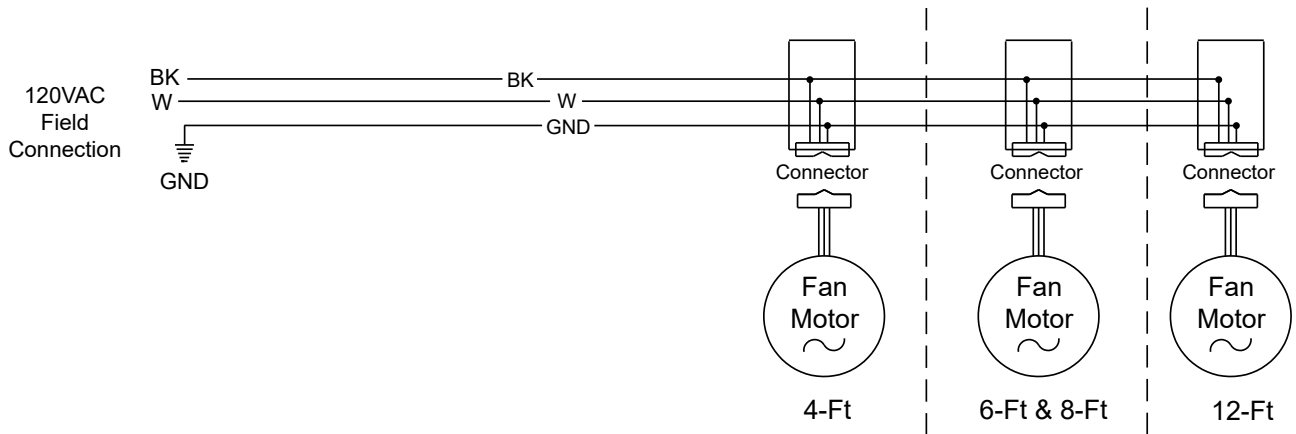 120VAC
Field
Connection
BK
W
GND
BK
W
GND
Connector
Connector
Connector
Fan
Motor
Fan
Motor
Fan
Motor
4-Ft
6-Ft & 8-Ft
12-Ft